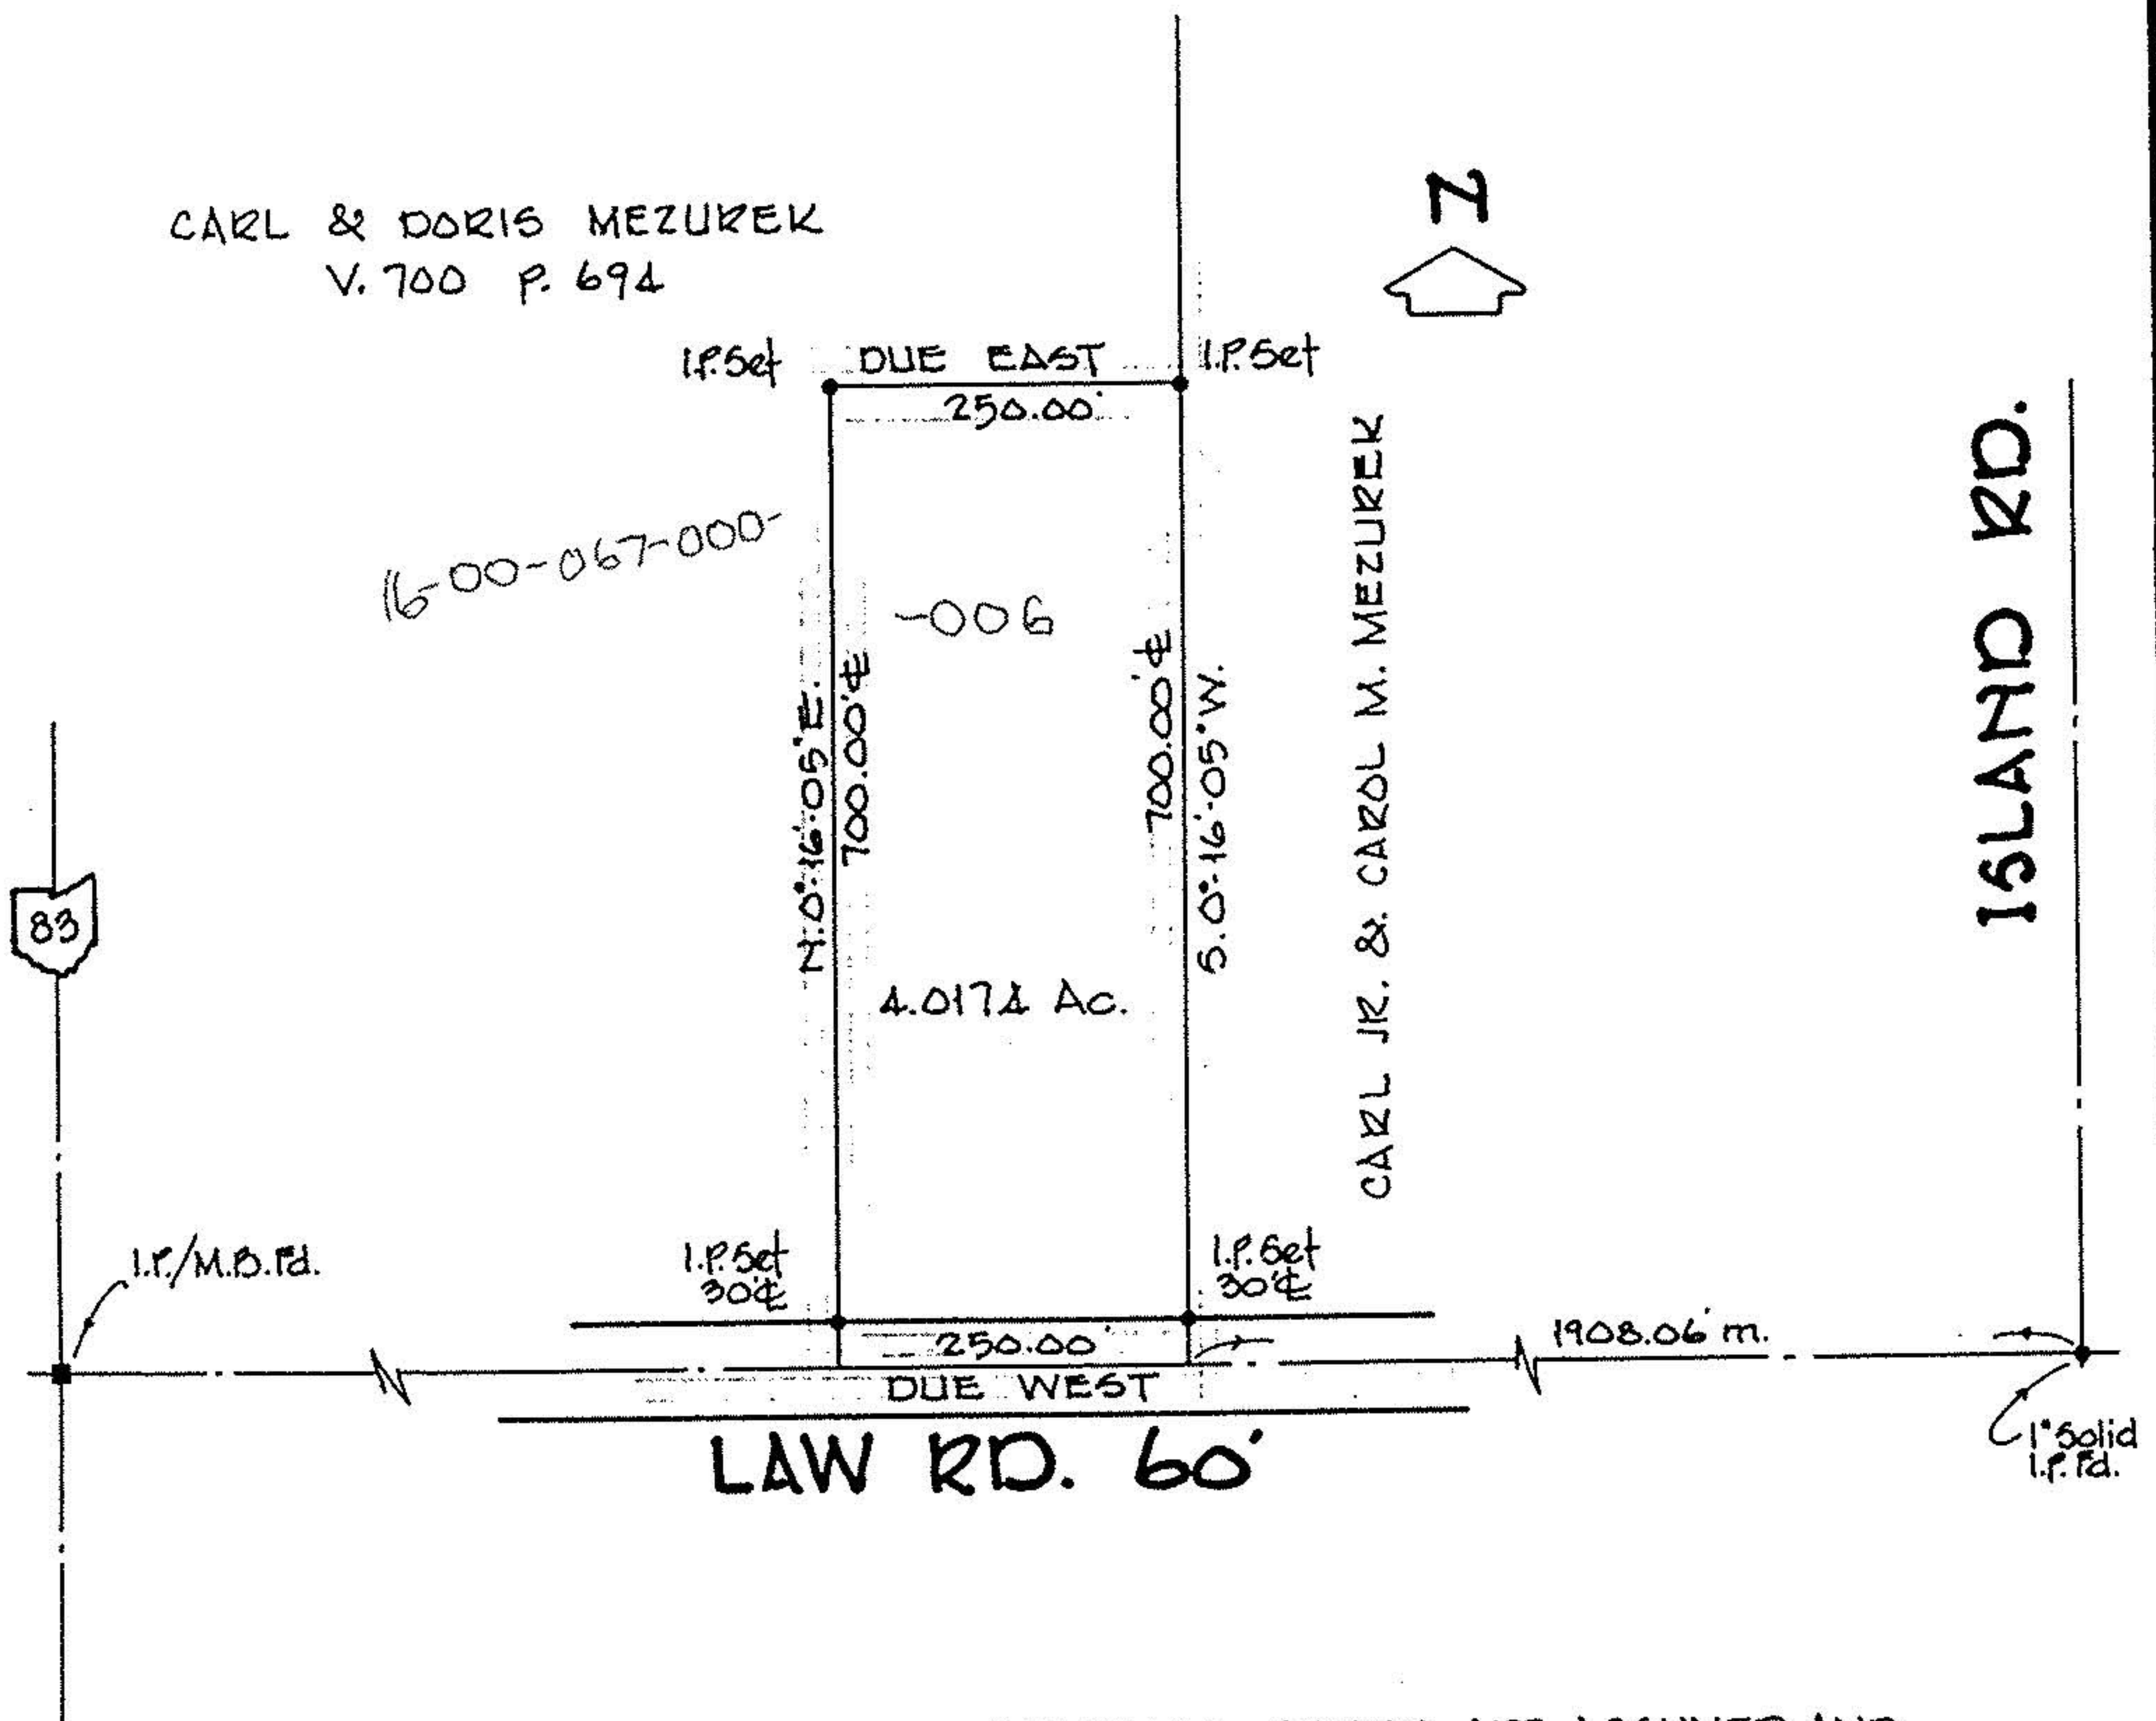 CARL & DORIS MEZUREK
V. 700 P. 694
N
I.P. Set
DUE EAST
I.P. Set
250.00'
16-00-067-000-
-006
N.0°-16'-05"E.
700.00' ℄
700.00' ℄
S.0°-16'-05"W.
CARL JR. & CAROL M. MEZUREK
ISLAND RD.
83
4.0174 Ac.
I.P./M.B. Fd.
I.P. Set
30' ℄
I.P. Set
30' ℄
250.00'
1908.06' m.
DUE WEST
LAW RD. 60'
1" Solid
I.P. Fd.